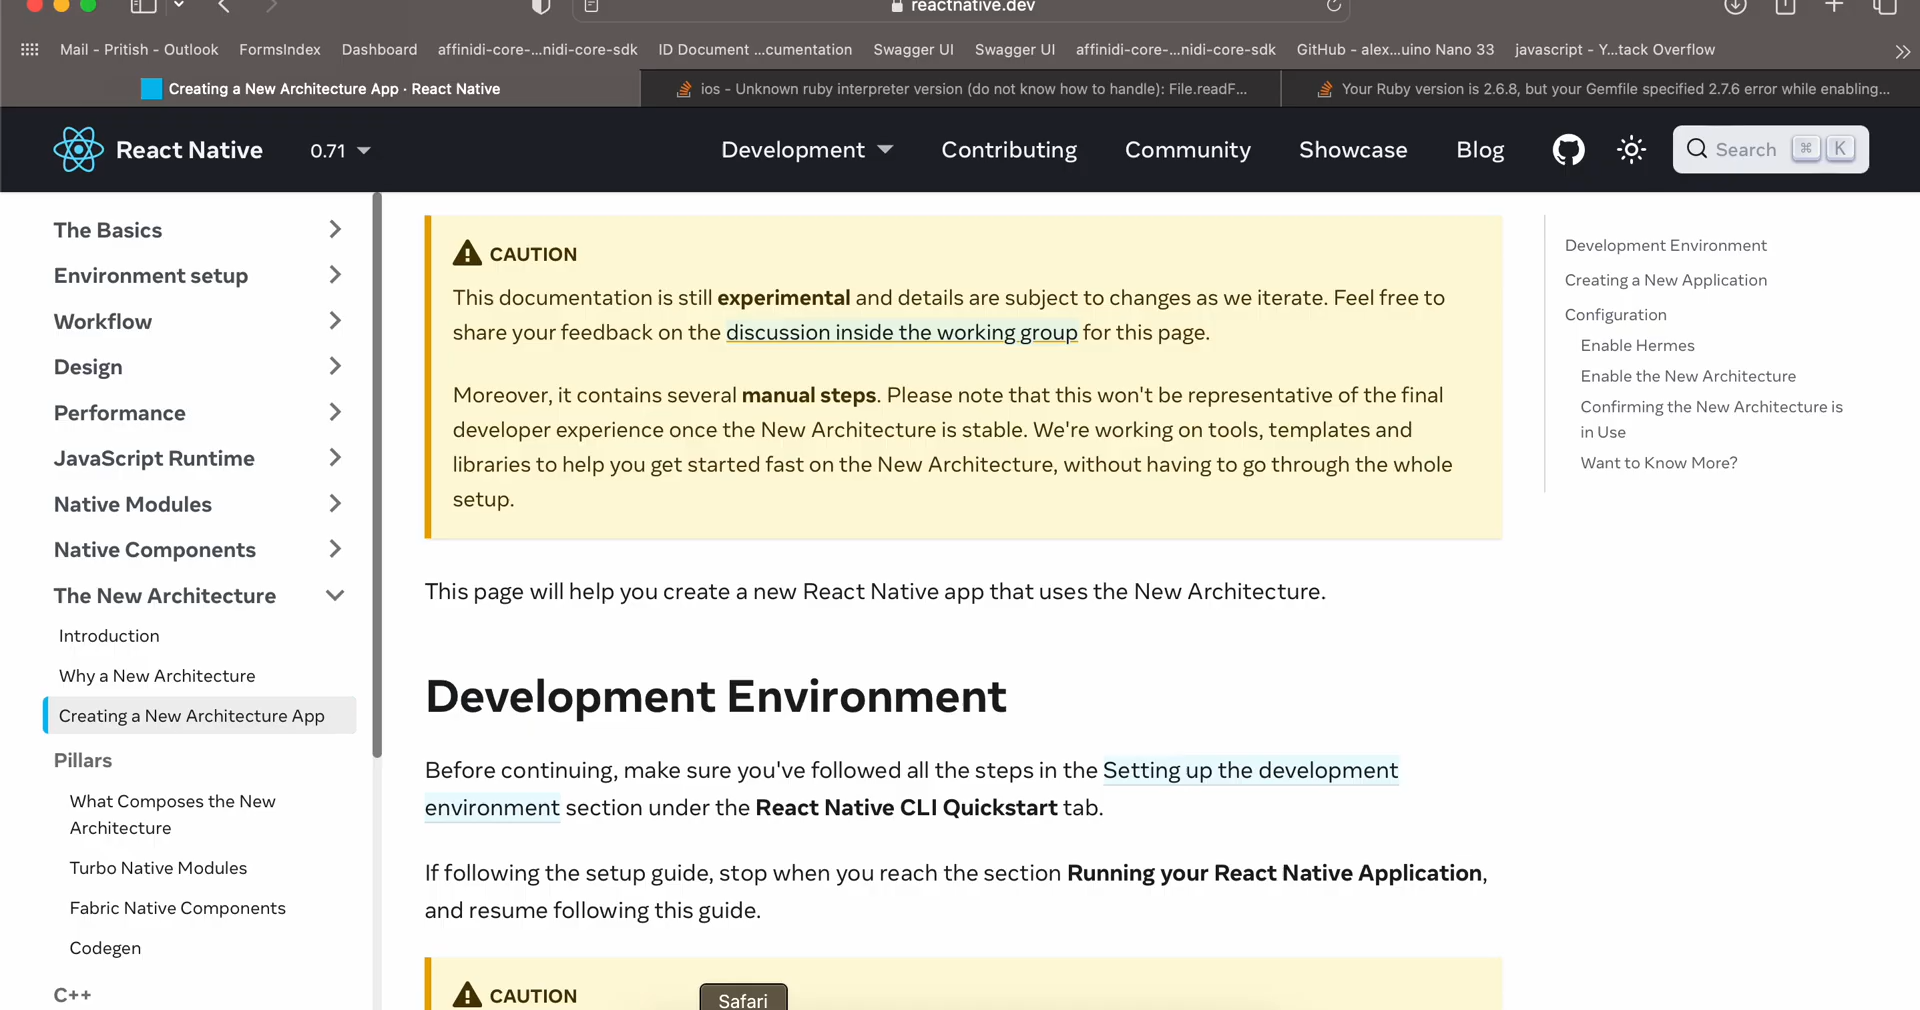 reactnative.dev
Mail - Pritish - Outlook FormsIndex Dashboard affinidi-core-...nidi-core-sdk ID Document ...cumentation Swagger UI Swagger UI affinidi-core-...nidi-core-sdk GitHub - alex...uino Nano 33 javascript - Y...tack Overflow
Creating a New Architecture App · React Native
ios - Unknown ruby interpreter version (do not know how to handle): File.readF...
Your Ruby version is 2.6.8, but your Gemfile specified 2.7.6 error while enabling...
React Native 0.71 Development Contributing Community Showcase Blog Search ⌘ K
The Basics
Environment setup
Workflow
Design
Performance
JavaScript Runtime
Native Modules
Native Components
The New Architecture
Introduction
Why a New Architecture
Creating a New Architecture App
Pillars
What Composes the New
Architecture
Turbo Native Modules
Fabric Native Components
Codegen
C++
CAUTION
This documentation is still experimental and details are subject to changes as we iterate. Feel free to
share your feedback on the discussion inside the working group for this page.
Moreover, it contains several manual steps. Please note that this won't be representative of the final
developer experience once the New Architecture is stable. We're working on tools, templates and
libraries to help you get started fast on the New Architecture, without having to go through the whole
setup.
This page will help you create a new React Native app that uses the New Architecture.
Development Environment
Before continuing, make sure you've followed all the steps in the Setting up the development
environment section under the React Native CLI Quickstart tab.
If following the setup guide, stop when you reach the section Running your React Native Application,
and resume following this guide.
CAUTION
Safari
Development Environment
Creating a New Application
Configuration
Enable Hermes
Enable the New Architecture
Confirming the New Architecture is
in Use
Want to Know More?